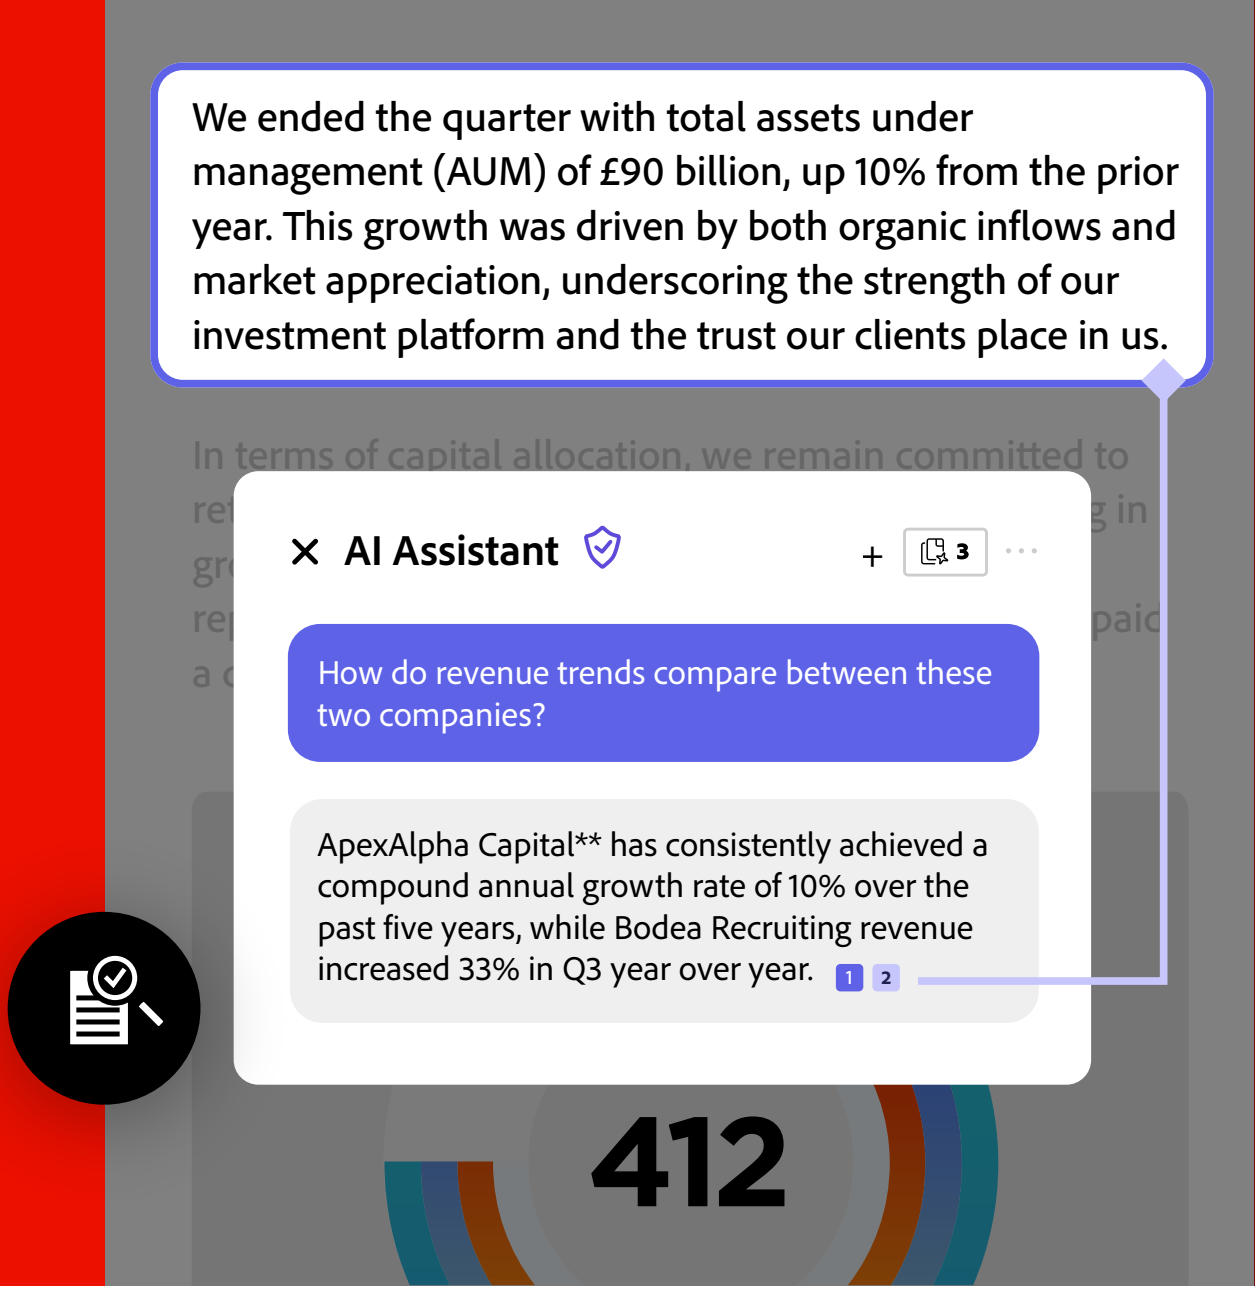 We ended the quarter with total assets under
management (AUM) of £90 billion, up 10% from the prior
year. This growth was driven by both organic inflows and
market appreciation, underscoring the strength of our
investment platform and the trust our clients place in us.
In terms of capital allocation, we remain committed to
in
paid
a
AI Assistant
+
3
How do revenue trends compare between these
two companies?
ApexAlpha Capital** has consistently achieved a
compound annual growth rate of 10% over the
past five years, while Bodea Recruiting revenue
increased 33% in Q3 year over year. 1 2
412